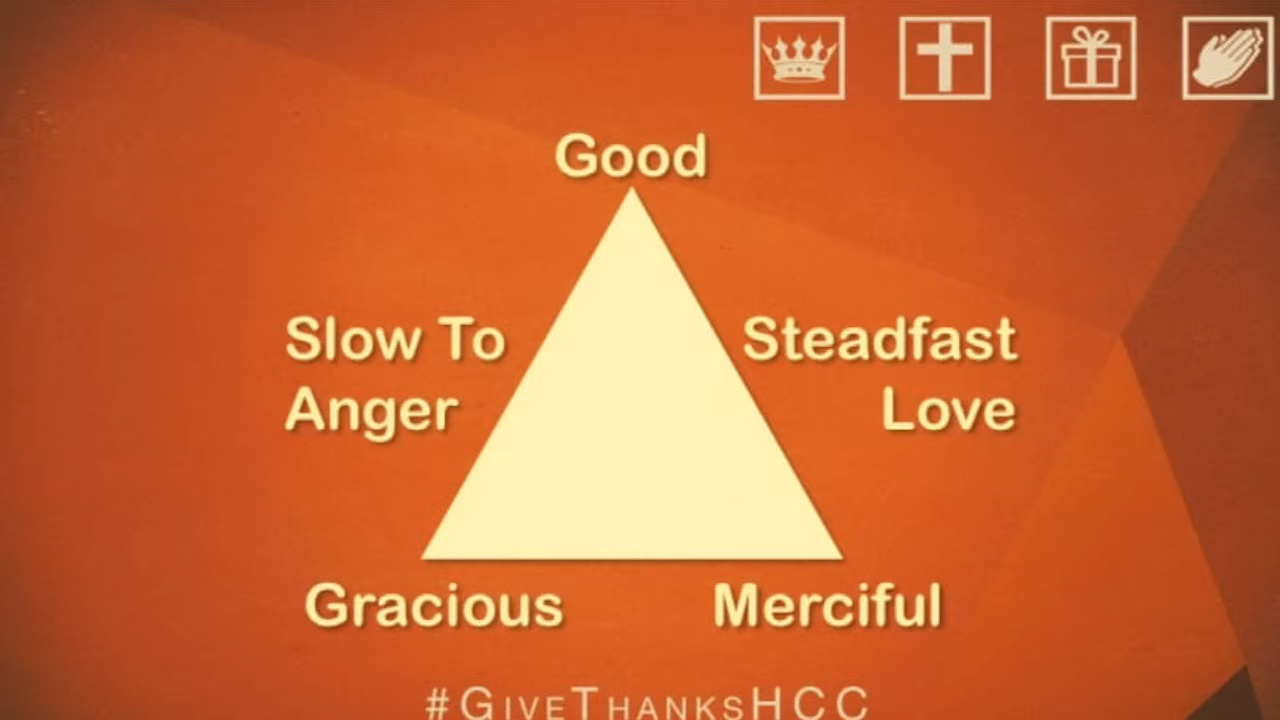 Good
Slow To
Anger
Steadfast
Love
Gracious
Merciful
#GIVETHANKSHCC